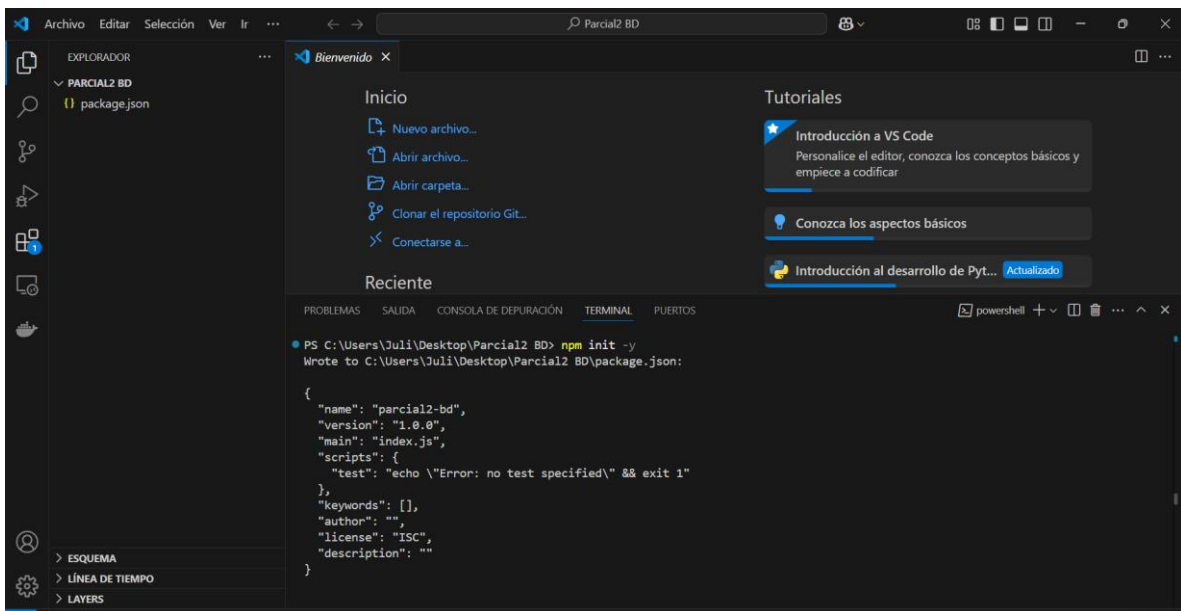 Archivo Editar Selección Ver Ir ... Parcial2 BD
EXPLORADOR ...
PARCIAL2 BD
{} package.json
Bienvenido
Inicio
Nuevo archivo...
Abrir archivo...
Abrir carpeta...
Clonar el repositorio Git...
Conectarse a...
Reciente
Tutoriales
Introducción a VS Code
Personalice el editor, conozca los conceptos básicos y
empiece a codificar
Conozca los aspectos básicos
Introducción al desarrollo de Pyt... Actualizado
1
PROBLEMAS SALIDA CONSOLA DE DEPURACIÓN TERMINAL PUERTOS powershell
PS C:\Users\Juli\Desktop\Parcial2 BD> npm init -y
Wrote to C:\Users\Juli\Desktop\Parcial2 BD\package.json:
{
"name": "parcial2-bd",
"version": "1.0.0",
"main": "index.js",
"scripts": {
"test": "echo \"Error: no test specified\" && exit 1"
},
"keywords": [],
"author": "",
"license": "ISC",
"description": ""
}
ESQUEMA
LÍNEA DE TIEMPO
LAYERS